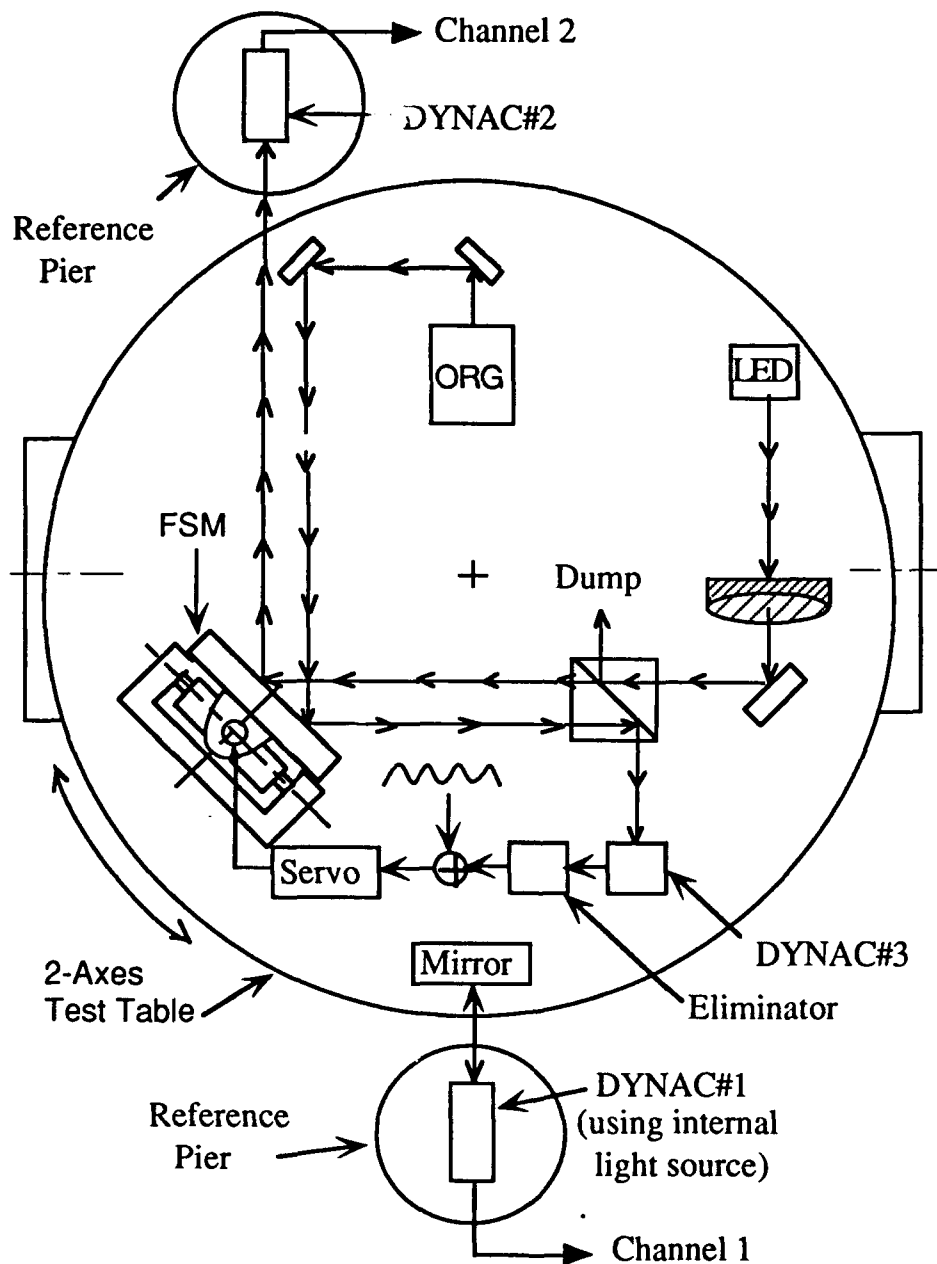 Channel 2
DYNAC#2
Reference
Pier
ORG
LED
FSM
Dump
Servo
DYNAC#3
Mirror
2-Axes
Test Table
Eliminator
DYNAC#1
(using internal
light source)
Reference
Pier
Channel 1